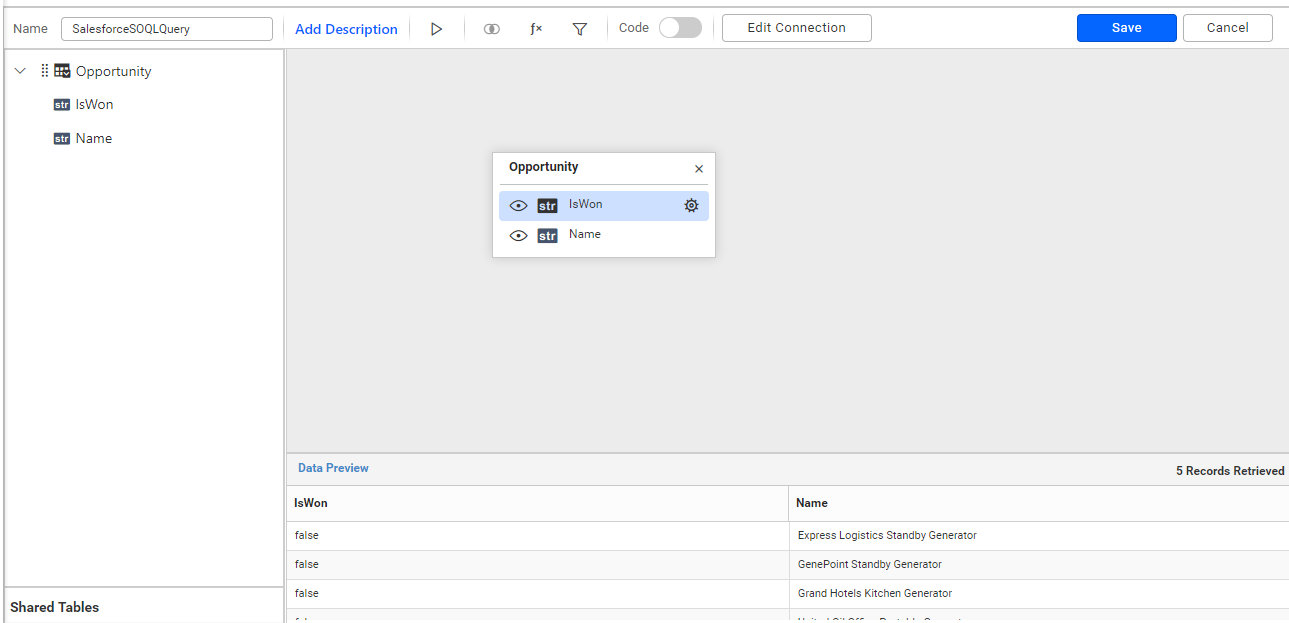 Name SalesforceSOQLQuery Add Description ƒx Code Edit Connection Save Cancel
Opportunity
str IsWon
str Name
Opportunity ×
str IsWon
str Name
Data Preview 5 Records Retrieved
IsWon Name
false Express Logistics Standby Generator
false GenePoint Standby Generator
false Grand Hotels Kitchen Generator
Shared Tables